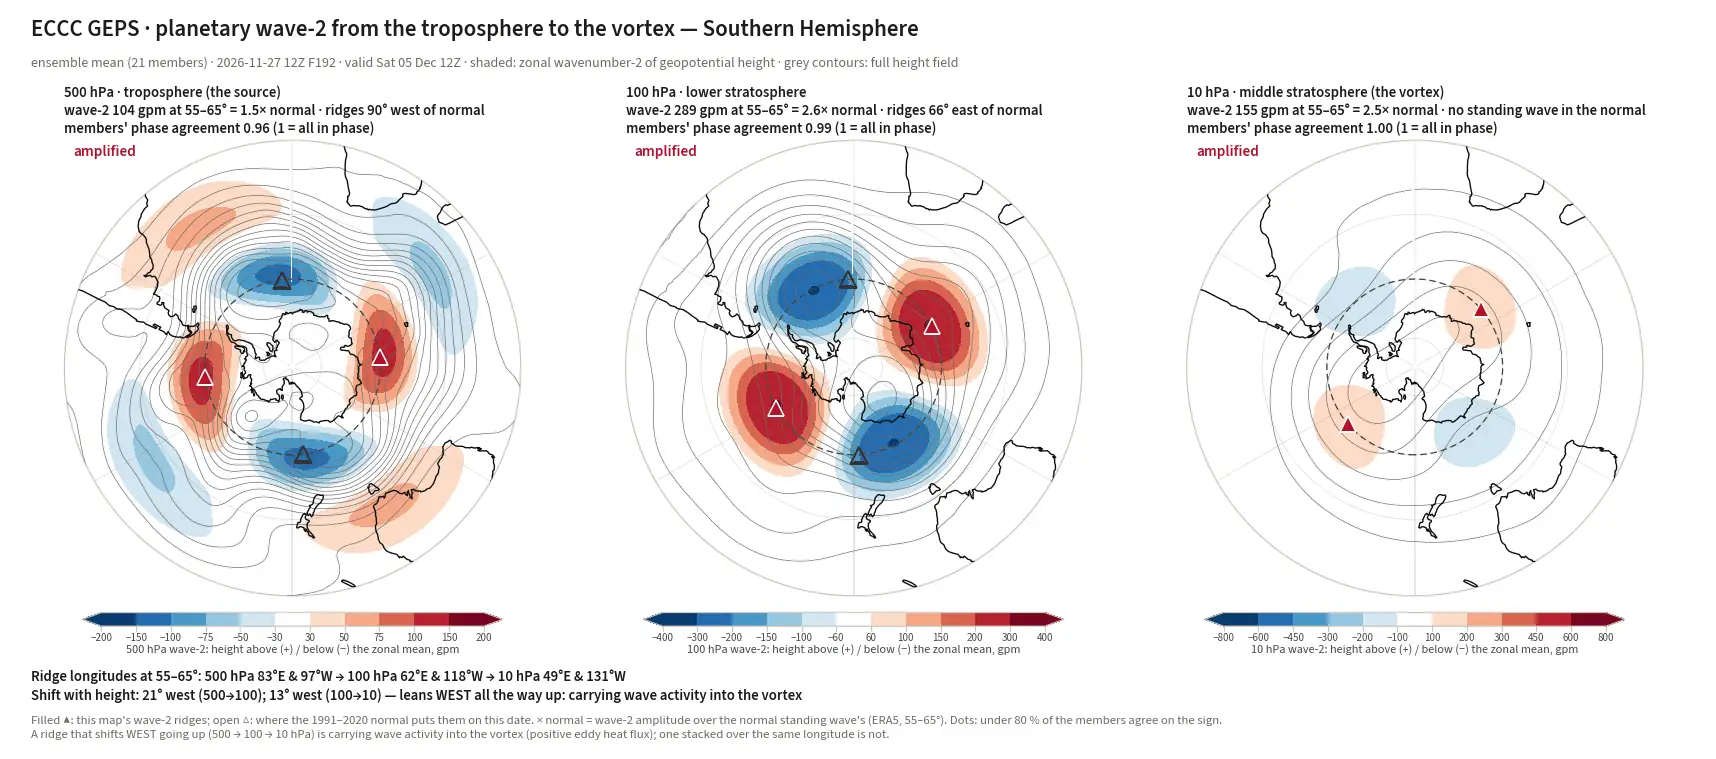 ECCC GEPS · planetary wave-2 from the troposphere to the vortex — Southern Hemisphere
ensemble mean (21 members) · 2026-11-27 12Z F192 · valid Sat 05 Dec 12Z · shaded: zonal wavenumber-2 of geopotential height · grey contours: full height field
500 hPa · troposphere (the source)
wave-2 104 gpm at 55–65° = 1.5× normal · ridges 90° west of normal
members' phase agreement 0.96 (1 = all in phase)
amplified
100 hPa · lower stratosphere
wave-2 289 gpm at 55–65° = 2.6× normal · ridges 66° east of normal
members' phase agreement 0.99 (1 = all in phase)
amplified
10 hPa · middle stratosphere (the vortex)
wave-2 155 gpm at 55–65° = 2.5× normal · no standing wave in the normal
members' phase agreement 1.00 (1 = all in phase)
amplified
−200 −150 −100 −75 −50 −30 30 50 75 100 150 200
500 hPa wave-2: height above (+) / below (−) the zonal mean, gpm
−400 −300 −200 −150 −100 −60 60 100 150 200 300 400
100 hPa wave-2: height above (+) / below (−) the zonal mean, gpm
−800 −600 −450 −300 −200 −100 100 200 300 450 600 800
10 hPa wave-2: height above (+) / below (−) the zonal mean, gpm
Ridge longitudes at 55–65°: 500 hPa 83°E & 97°W → 100 hPa 62°E & 118°W → 10 hPa 49°E & 131°W
Shift with height: 21° west (500→100); 13° west (100→10) — leans WEST all the way up: carrying wave activity into the vortex
Filled ▲: this map's wave-2 ridges; open △: where the 1991–2020 normal puts them on this date. × normal = wave-2 amplitude over the normal standing wave's (ERA5, 55–65°). Dots: under 80 % of the members agree on the sign.
A ridge that shifts WEST going up (500 → 100 → 10 hPa) is carrying wave activity into the vortex (positive eddy heat flux); one stacked over the same longitude is not.